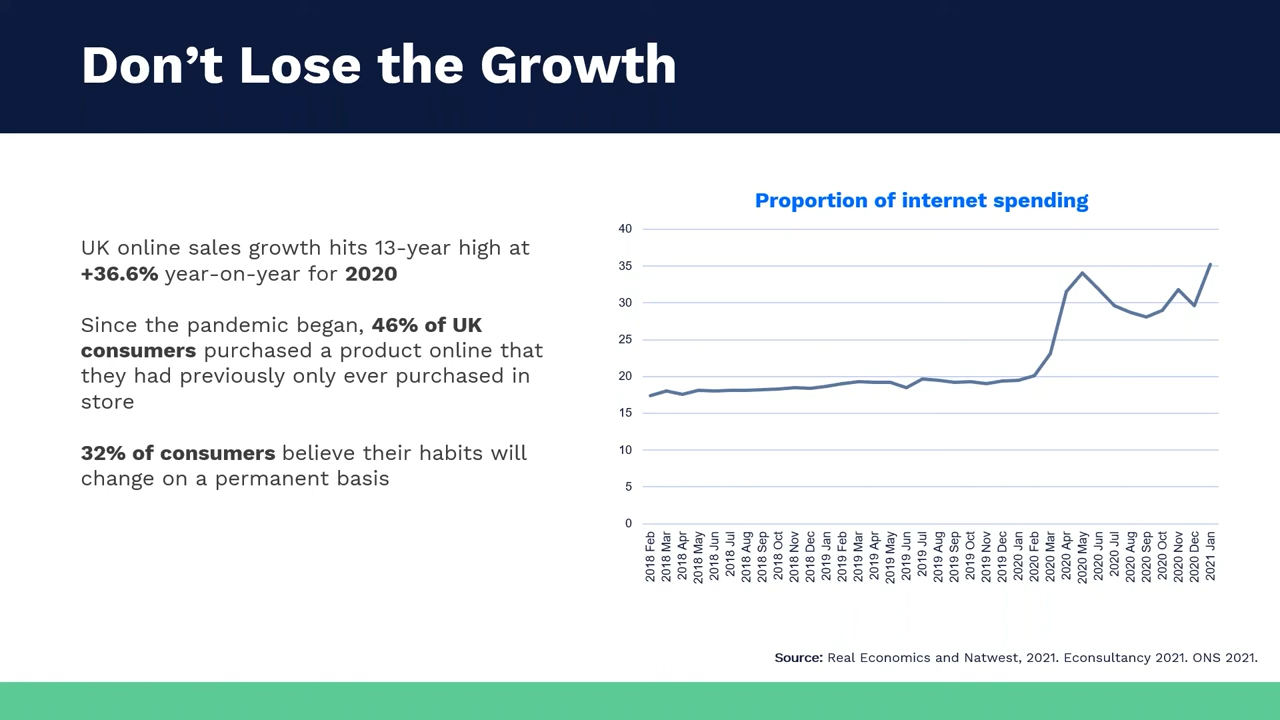 Don’t Lose the Growth
UK online sales growth hits 13-year high at
+36.6% year-on-year for 2020
Since the pandemic began, 46% of UK
consumers purchased a product online that
they had previously only ever purchased in
store
32% of consumers believe their habits will
change on a permanent basis
Proportion of internet spending
40
35
30
25
20
15
10
5
0
2018 Feb
2018 Mar
2018 Apr
2018 May
2018 Jun
2018 Jul
2018 Aug
2018 Sep
2018 Oct
2018 Nov
2018 Dec
2019 Jan
2019 Feb
2019 Mar
2019 Apr
2019 May
2019 Jun
2019 Jul
2019 Aug
2019 Sep
2019 Oct
2019 Nov
2019 Dec
2020 Jan
2020 Feb
2020 Mar
2020 Apr
2020 May
2020 Jun
2020 Jul
2020 Aug
2020 Sep
2020 Oct
2020 Nov
2020 Dec
2021 Jan
Source: Real Economics and Natwest, 2021. Econsultancy 2021. ONS 2021.